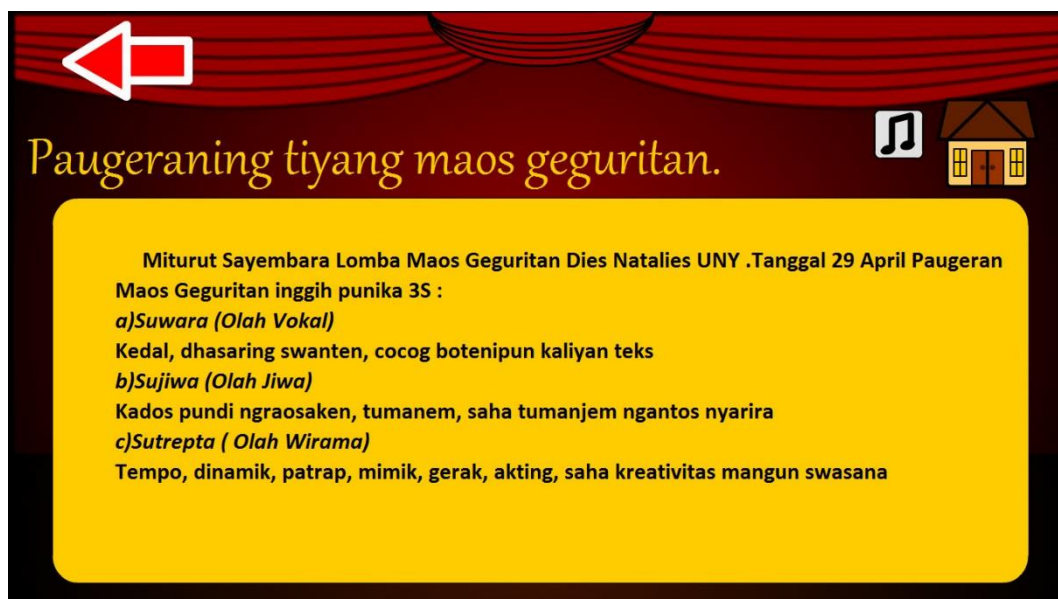 Paugeraning tiyang maos geguritan.
Miturut Sayembara Lomba Maos Geguritan Dies Natalies UNY .Tanggal 29 April Paugeran
Maos Geguritan inggih punika 3S :
a)Suwara (Olah Vokal)
Kedal, dhasaring swanten, cocog botenipun kaliyan teks
b)Sujiwa (Olah Jiwa)
Kados pundi ngraosaken, tumanem, saha tumanjem ngantos nyarira
c)Sutrepta ( Olah Wirama)
Tempo, dinamik, patrap, mimik, gerak, akting, saha kreativitas mangun swasana